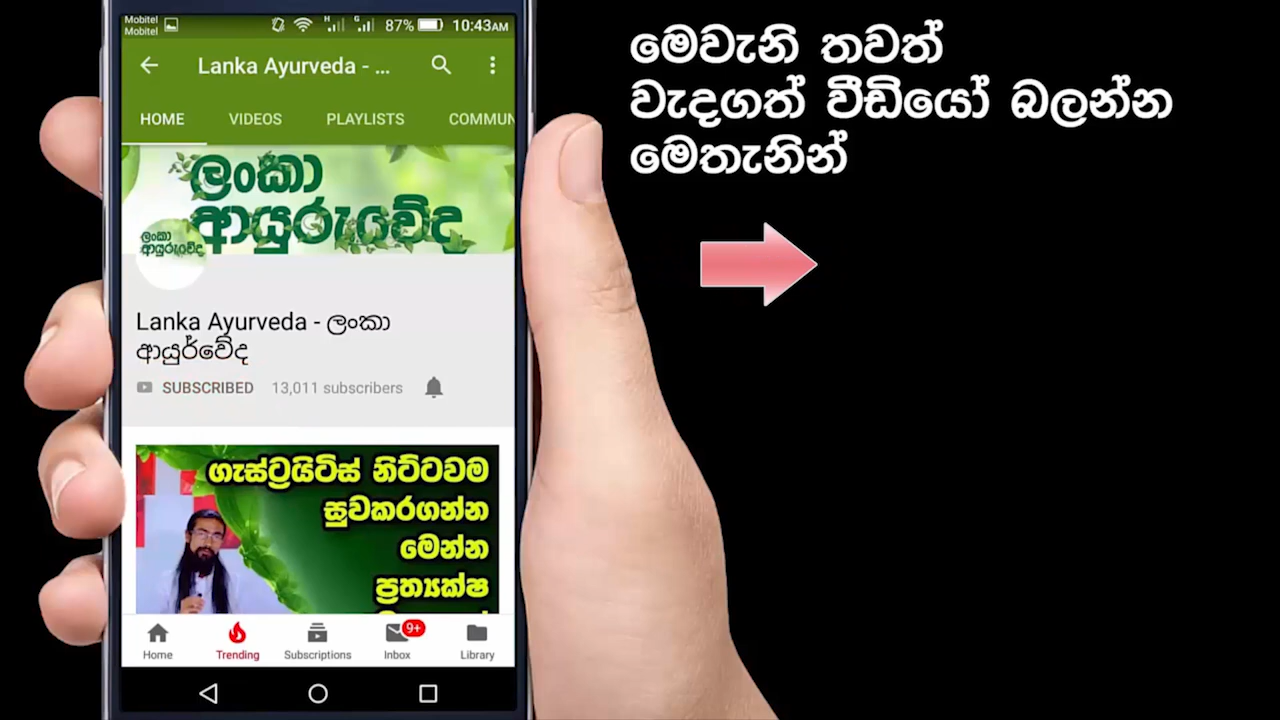 Mobitel
Mobitel
H
G
87%
10:43AM
Lanka Ayurveda - ...
HOME
VIDEOS
PLAYLISTS
COMMUN
ලංකා
ආයුරුවේද
ලංකා
ආයුරුවේද
Lanka Ayurveda - ලංකා
ආයුර්වේද
SUBSCRIBED
13,011 subscribers
ගැස්ට්‍රයිටිස් නිට්ටවම
සුවකරගන්න
මෙන්න
ප්‍රත්‍යක්ෂ
Home
Trending
Subscriptions
9+
Inbox
Library
මෙවැනි තවත්
වැදගත් වීඩියෝ බලන්න
මෙතැනින්